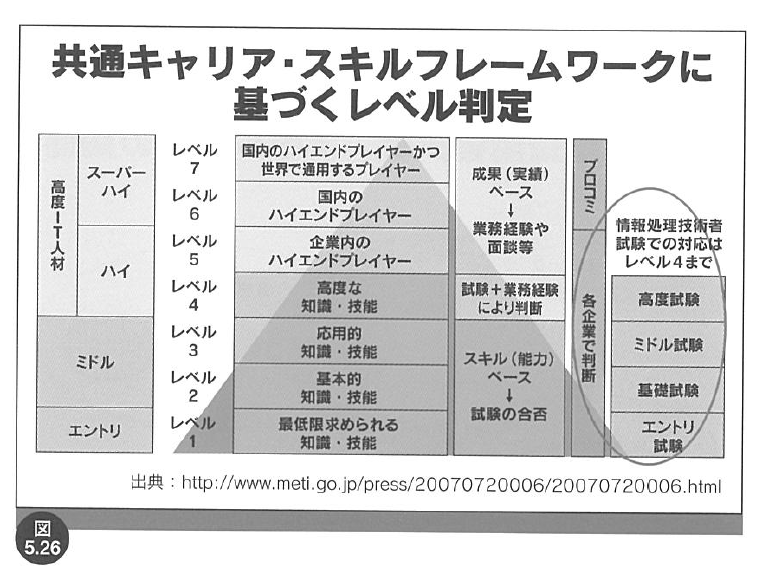 共通キャリア・スキルフレームワークに
基づくレベル判定
高度IT人材
スーパー
ハイ
ハイ
ミドル
エントリ
レベル
7
国内のハイエンドプレイヤーかつ
世界で通用するプレイヤー
レベル
6
国内の
ハイエンドプレイヤー
レベル
5
企業内の
ハイエンドプレイヤー
レベル
4
高度な
知識・技能
レベル
3
応用的
知識・技能
レベル
2
基本的
知識・技能
レベル
1
最低限求められる
知識・技能
成果（実績）
ベース
↓
業務経験や
面談等
試験＋業務経験
により判断
スキル（能力）
ベース
↓
試験の合否
プロコミ
各企業で判断
情報処理技術者
試験での対応は
レベル4まで
高度試験
ミドル試験
基礎試験
エントリ
試験
出典：http://www.meti.go.jp/press/20070720006/20070720006.html
図
5.26